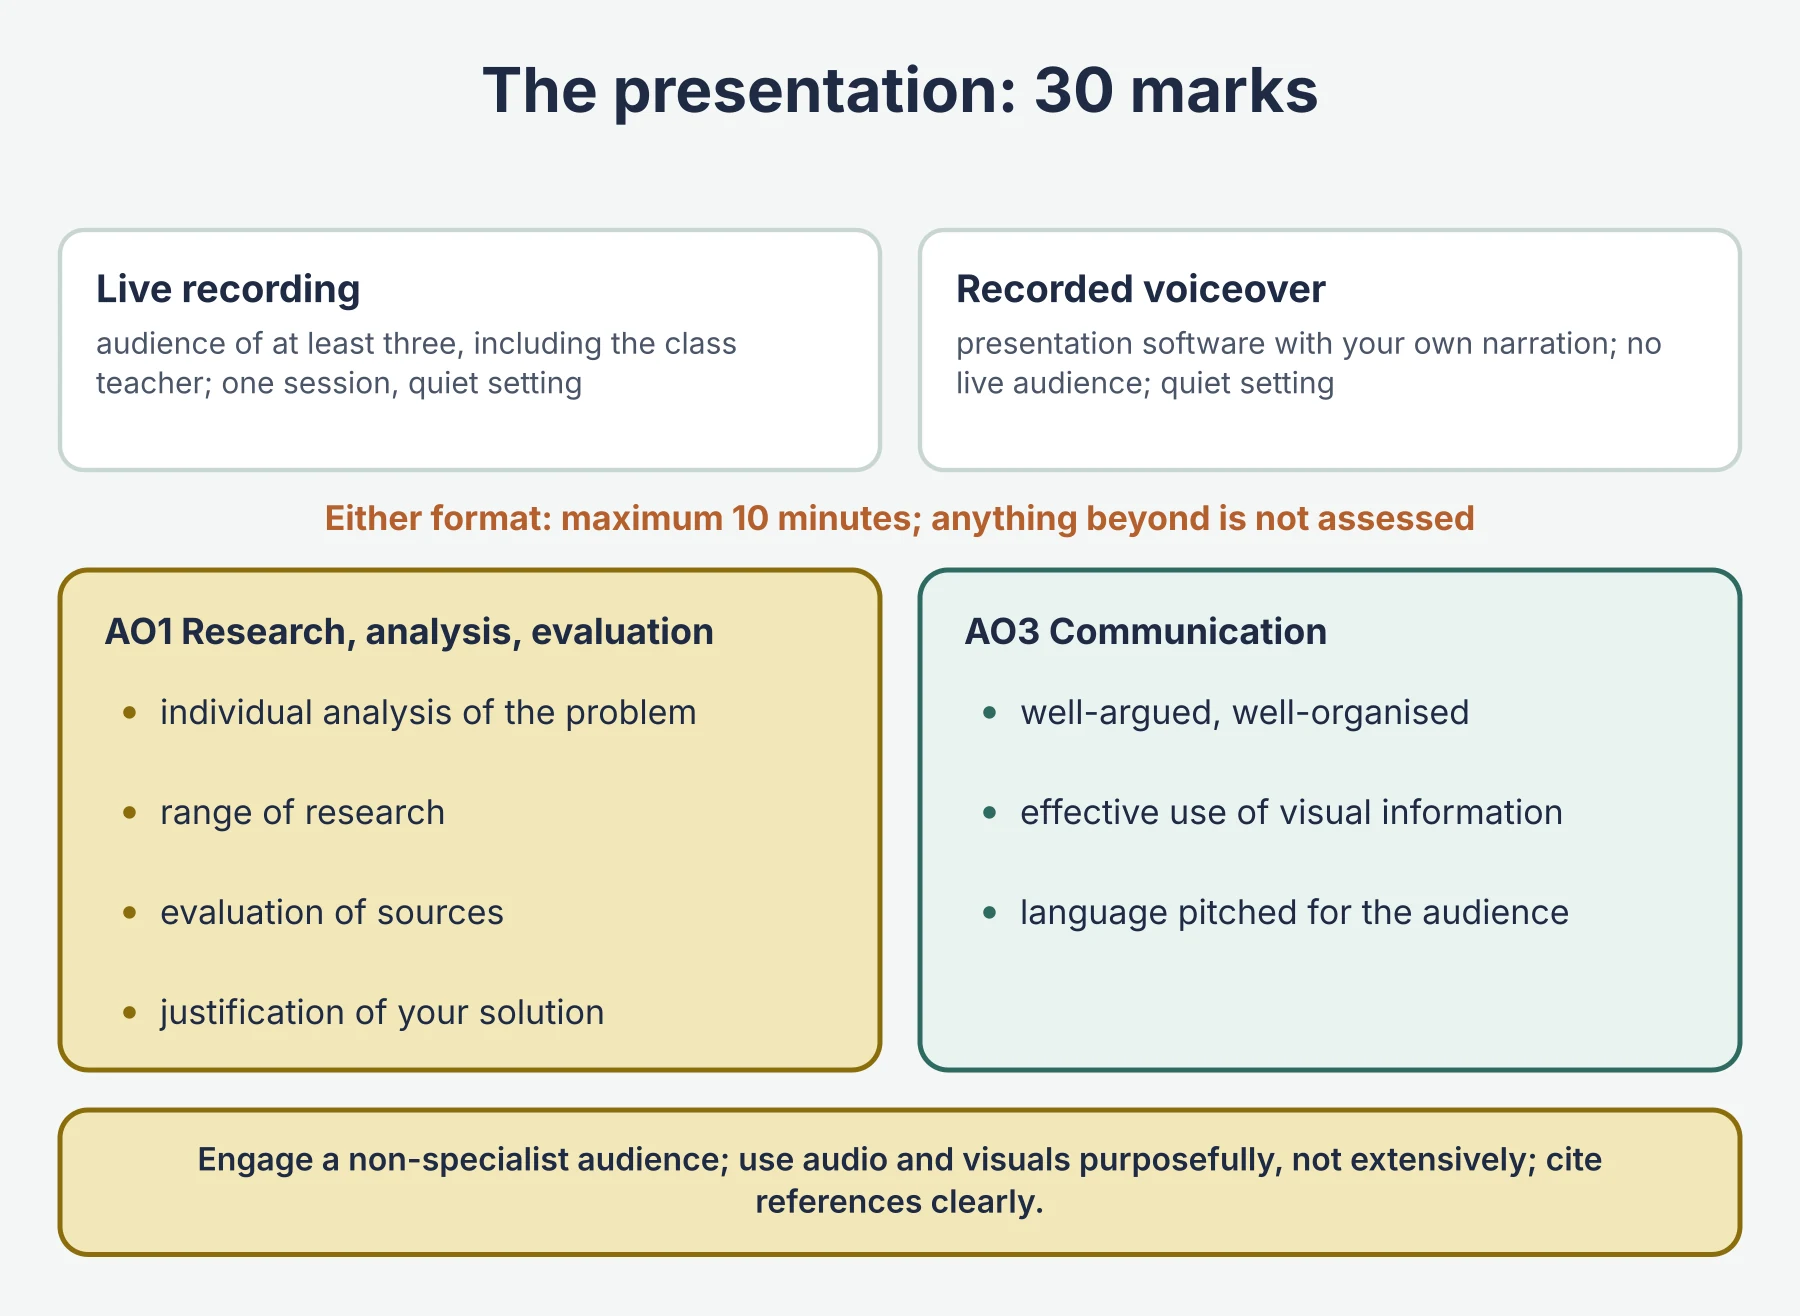 The presentation: 30 marks
Live recording
audience of at least three, including the class
teacher; one session, quiet setting
Recorded voiceover
presentation software with your own narration; no
live audience; quiet setting
Either format: maximum 10 minutes; anything beyond is not assessed
AO1 Research, analysis, evaluation
• individual analysis of the problem
• range of research
• evaluation of sources
• justification of your solution
AO3 Communication
• well-argued, well-organised
• effective use of visual information
• language pitched for the audience
Engage a non-specialist audience; use audio and visuals purposefully, not extensively; cite
references clearly.